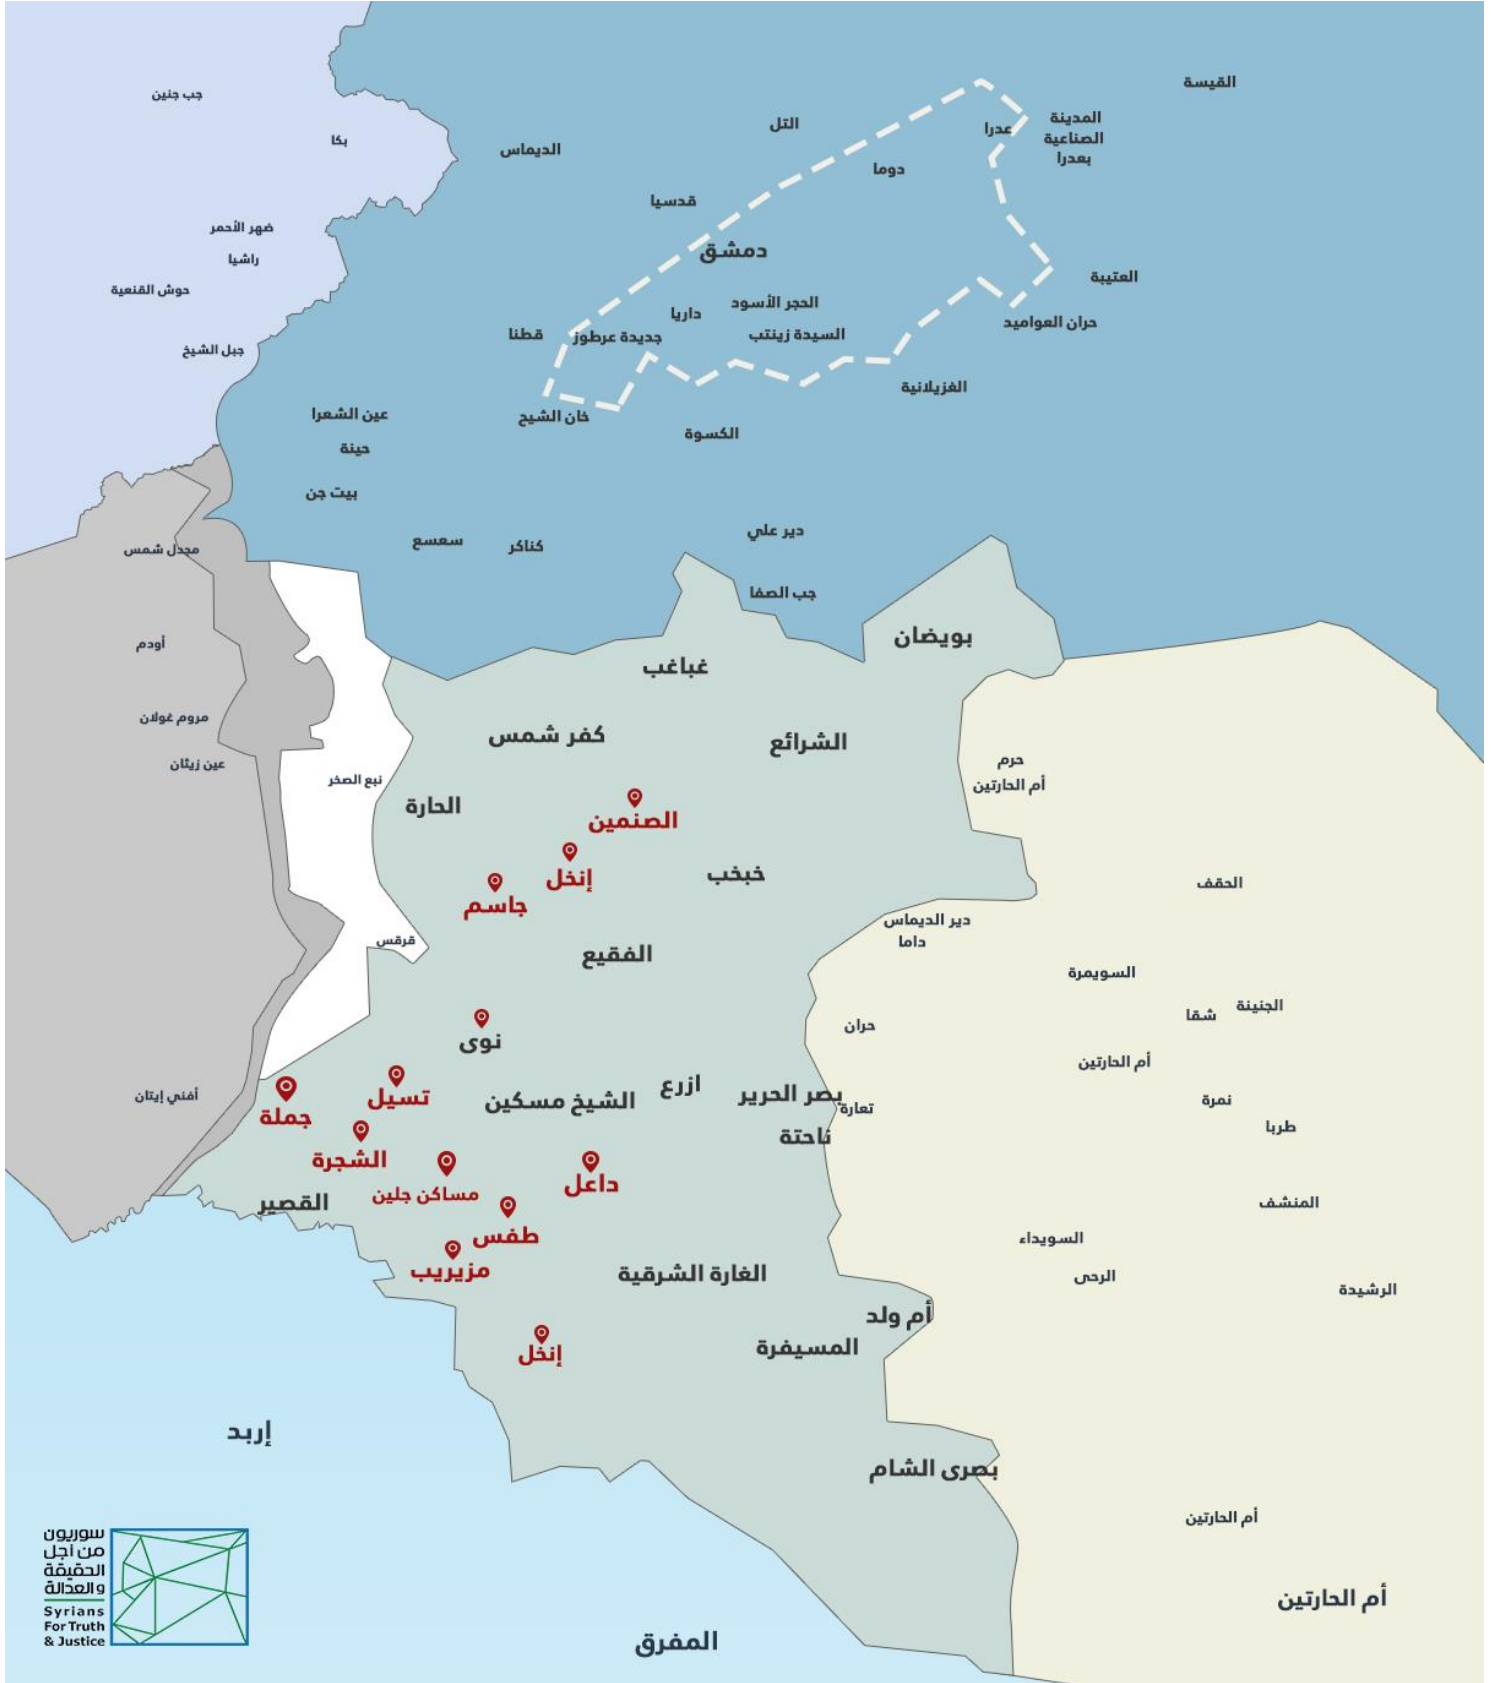 القيسة
جب جنين
المدينة
الصناعية
بعدرا
التل
عدرا
بكا
الديماس
دوما
قدسيا
ضهر الأحمر
دمشق
راشيا
العتيبة
حوش القنعية
الحجر الأسود
داريا
حران العواميد
قطنا
جديدة عرطوز
السيدة زينتب
جبل الشيخ
الغزيلانية
عين الشعرا
خان الشيح
الكسوة
حينة
بيت جن
دير علي
سعسع
كناكر
مجدل شمس
جب الصفا
بويضان
أودم
غباغب
مروم غولان
كفر شمس
الشرائع
حرم
أم الحارتين
عين زيثان
نبع الصخر
الحارة
الصنمين
إنخل
خبخب
الحقف
جاسم
دير الديماس
داما
قرقس
الفقيع
السويمرة
الجنينة
شقا
حران
نوى
أم الحارتين
ازرع
بصر الحرير
تعارة
نمرة
أفني إيتان
تسيل
الشيخ مسكين
جملة
طربا
ناحتة
الشجرة
داعل
مساكن جلين
القصير
المنشف
طفس
السويداء
مزيريب
الغارة الشرقية
الرحى
الرشيدة
أم ولد
المسيفرة
إنخل
إربد
بصرى الشام
أم الحارتين
أم الحارتين
المفرق
سوريون
من أجل
الحقيقة
والعدالة
Syrians
For Truth
& Justice